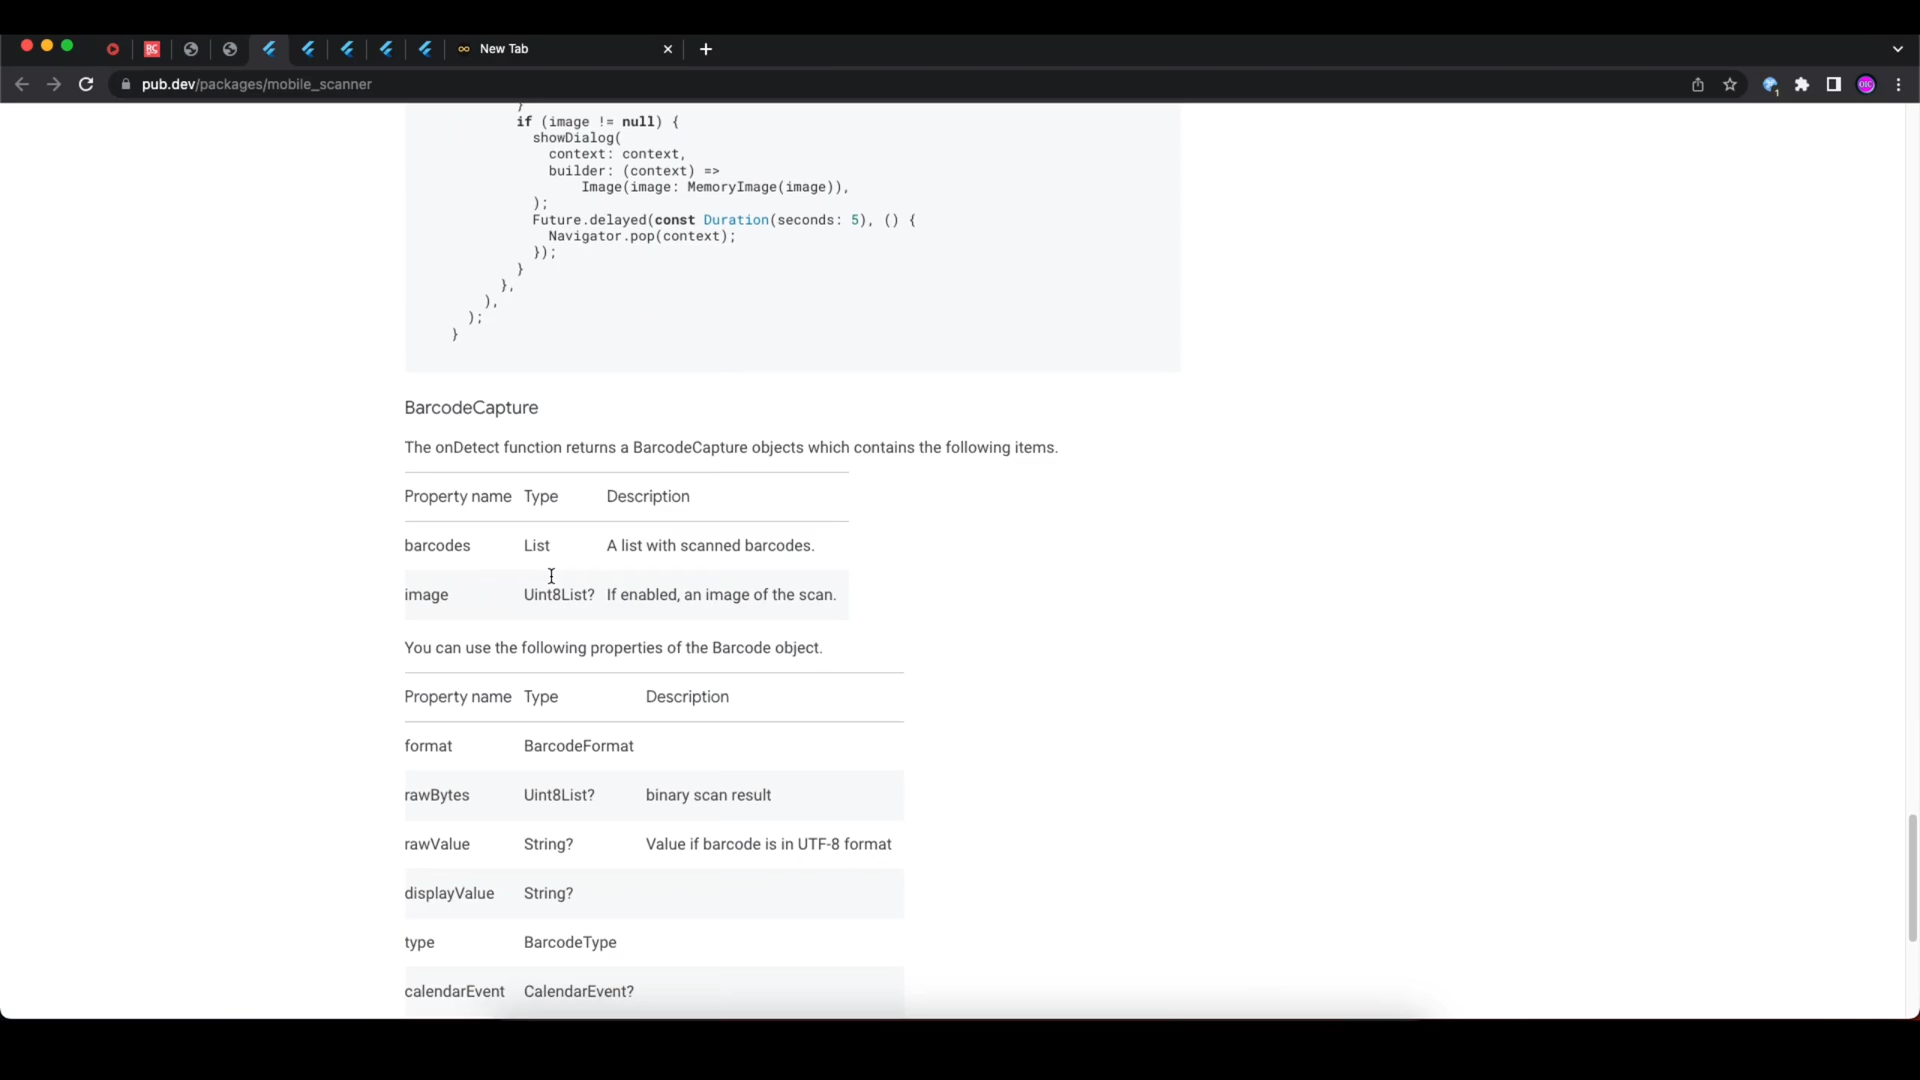 RC
New Tab
pub.dev/packages/mobile_scanner
OIC
}
if (image != null) {
showDialog(
context: context,
builder: (context) =>
Image(image: MemoryImage(image)),
);
Future.delayed(const Duration(seconds: 5), () {
Navigator.pop(context);
});
}
},
),
);
}
BarcodeCapture
The onDetect function returns a BarcodeCapture objects which contains the following items.
Property name Type Description
barcodes List A list with scanned barcodes.
image Uint8List? If enabled, an image of the scan.
You can use the following properties of the Barcode object.
Property name Type Description
format BarcodeFormat
rawBytes Uint8List? binary scan result
rawValue String? Value if barcode is in UTF-8 format
displayValue String?
type BarcodeType
calendarEvent CalendarEvent?